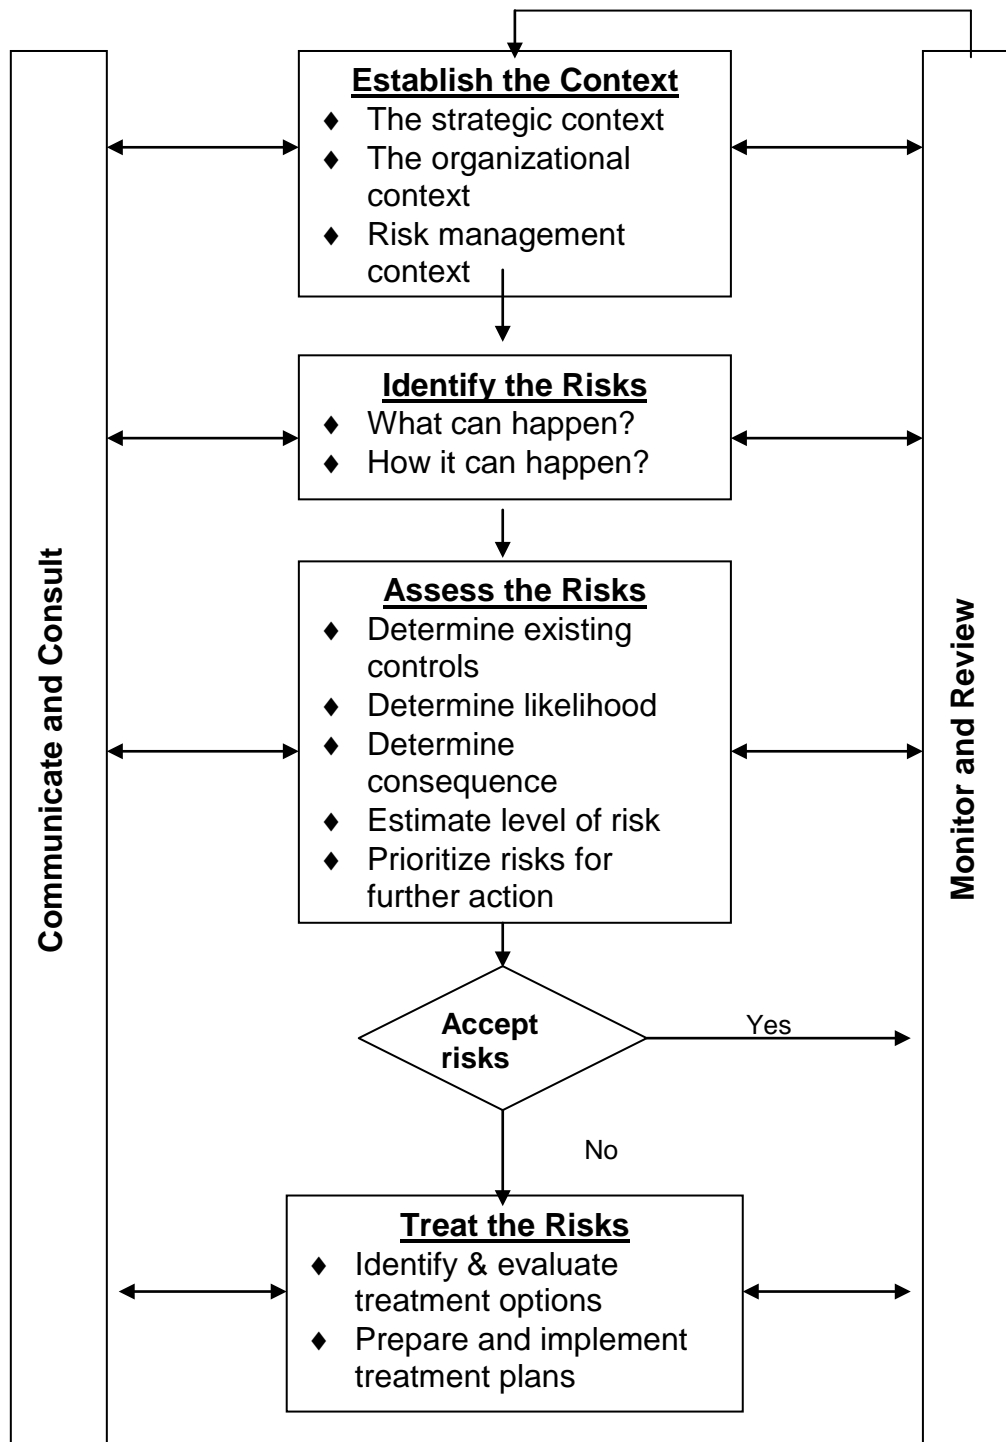 Establish the Context
♦ The strategic context
♦ The organizational
context
♦ Risk management
context
Identify the Risks
♦ What can happen?
♦ How it can happen?
Assess the Risks
♦ Determine existing
controls
♦ Determine likelihood
♦ Determine
consequence
♦ Estimate level of risk
♦ Prioritize risks for
further action
Accept
risks
Yes
No
Treat the Risks
♦ Identify & evaluate
treatment options
♦ Prepare and implement
treatment plans
Communicate and Consult
Monitor and Review